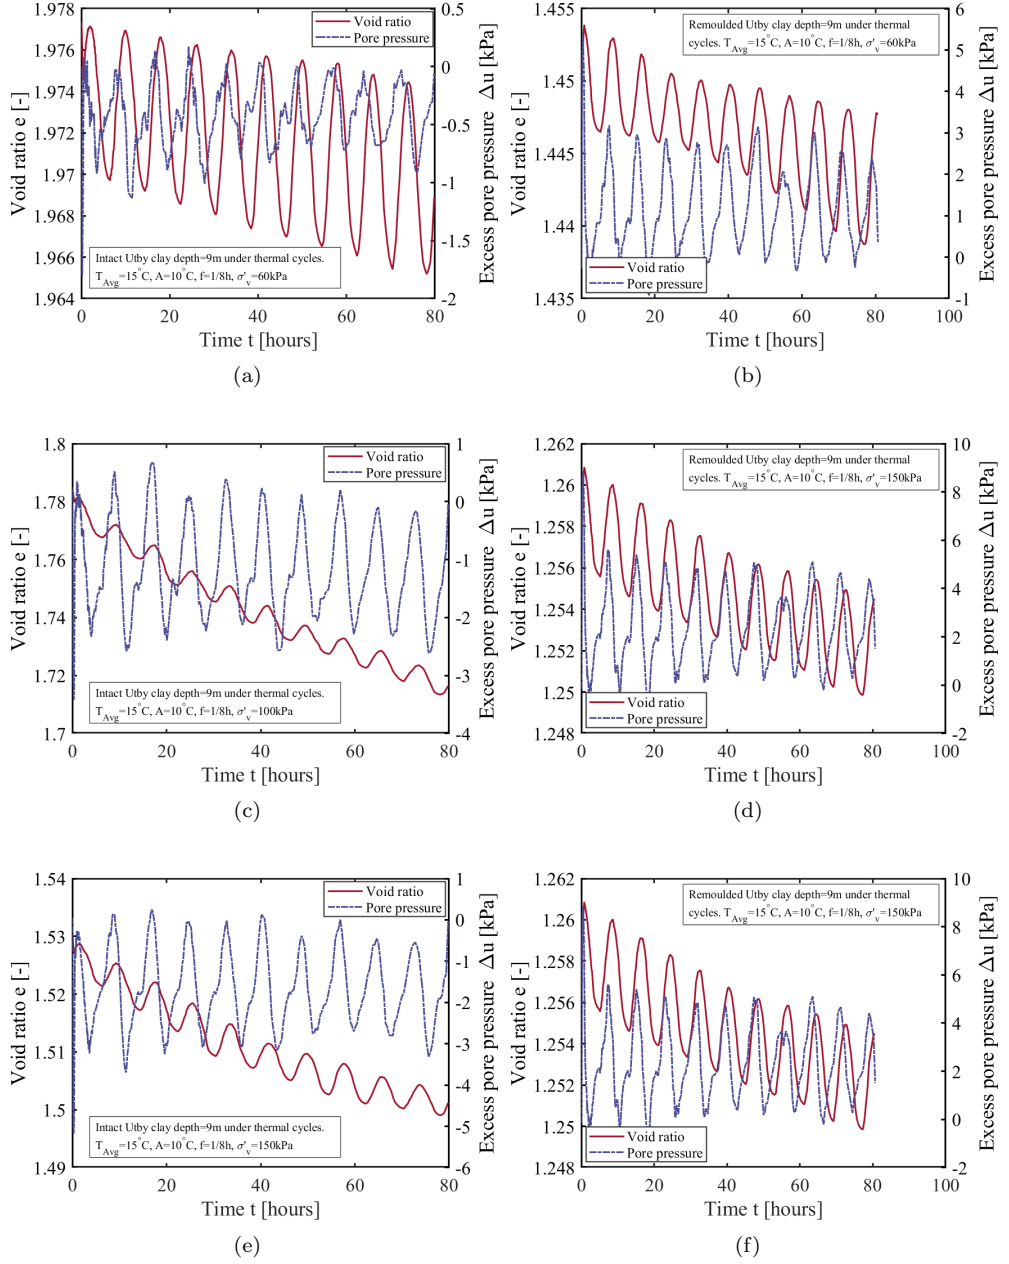 1.978
1.976
1.974
1.972
1.97
1.968
1.966
1.964
Void ratio e [-]
Void ratio
Pore pressure
0.5
0
-0.5
-1
-1.5
-2
Excess pore pressure Δu [kPa]
Intact Utby clay depth=9m under thermal cycles.
T_Avg=15°C, A=10°C, f=1/8h, σ'_v=60kPa
0 20 40 60 80
Time t [hours]
(a)
1.455
1.45
1.445
1.440
1.435
Void ratio e [-]
Remoulded Utby clay depth=9m under thermal
cycles. T_Avg=15°C, A=10°C, f=1/8h, σ'_v=60kPa
6
5
4
3
2
1
0
-1
Excess pore pressure Δu [kPa]
Void ratio
Pore pressure
0 20 40 60 80 100
Time t [hours]
(b)
1.8
1.78
1.76
1.74
1.72
1.7
Void ratio e [-]
Void ratio
Pore pressure
1
0
-1
-2
-3
-4
Excess pore pressure Δu [kPa]
Intact Utby clay depth=9m under thermal cycles.
T_Avg=15°C, A=10°C, f=1/8h, σ'_v=100kPa
0 20 40 60 80
Time t [hours]
(c)
1.262
1.26
1.258
1.256
1.254
1.252
1.25
1.248
Void ratio e [-]
Remoulded Utby clay depth=9m under thermal
cycles. T_Avg=15°C, A=10°C, f=1/8h, σ'_v=150kPa
10
8
6
4
2
0
-2
Excess pore pressure Δu [kPa]
Void ratio
Pore pressure
0 20 40 60 80 100
Time t [hours]
(d)
1.54
1.53
1.52
1.51
1.5
1.49
Void ratio e [-]
Void ratio
Pore pressure
1
0
-1
-2
-3
-4
-5
-6
Excess pore pressure Δu [kPa]
Intact Utby clay depth=9m under thermal cycles.
T_Avg=15°C, A=10°C, f=1/8h, σ'_v=150kPa
0 20 40 60 80
Time t [hours]
(e)
1.262
1.26
1.258
1.256
1.254
1.252
1.25
1.248
Void ratio e [-]
Remoulded Utby clay depth=9m under thermal
cycles. T_Avg=15°C, A=10°C, f=1/8h, σ'_v=150kPa
10
8
6
4
2
0
-2
Excess pore pressure Δu [kPa]
Void ratio
Pore pressure
0 20 40 60 80 100
Time t [hours]
(f)